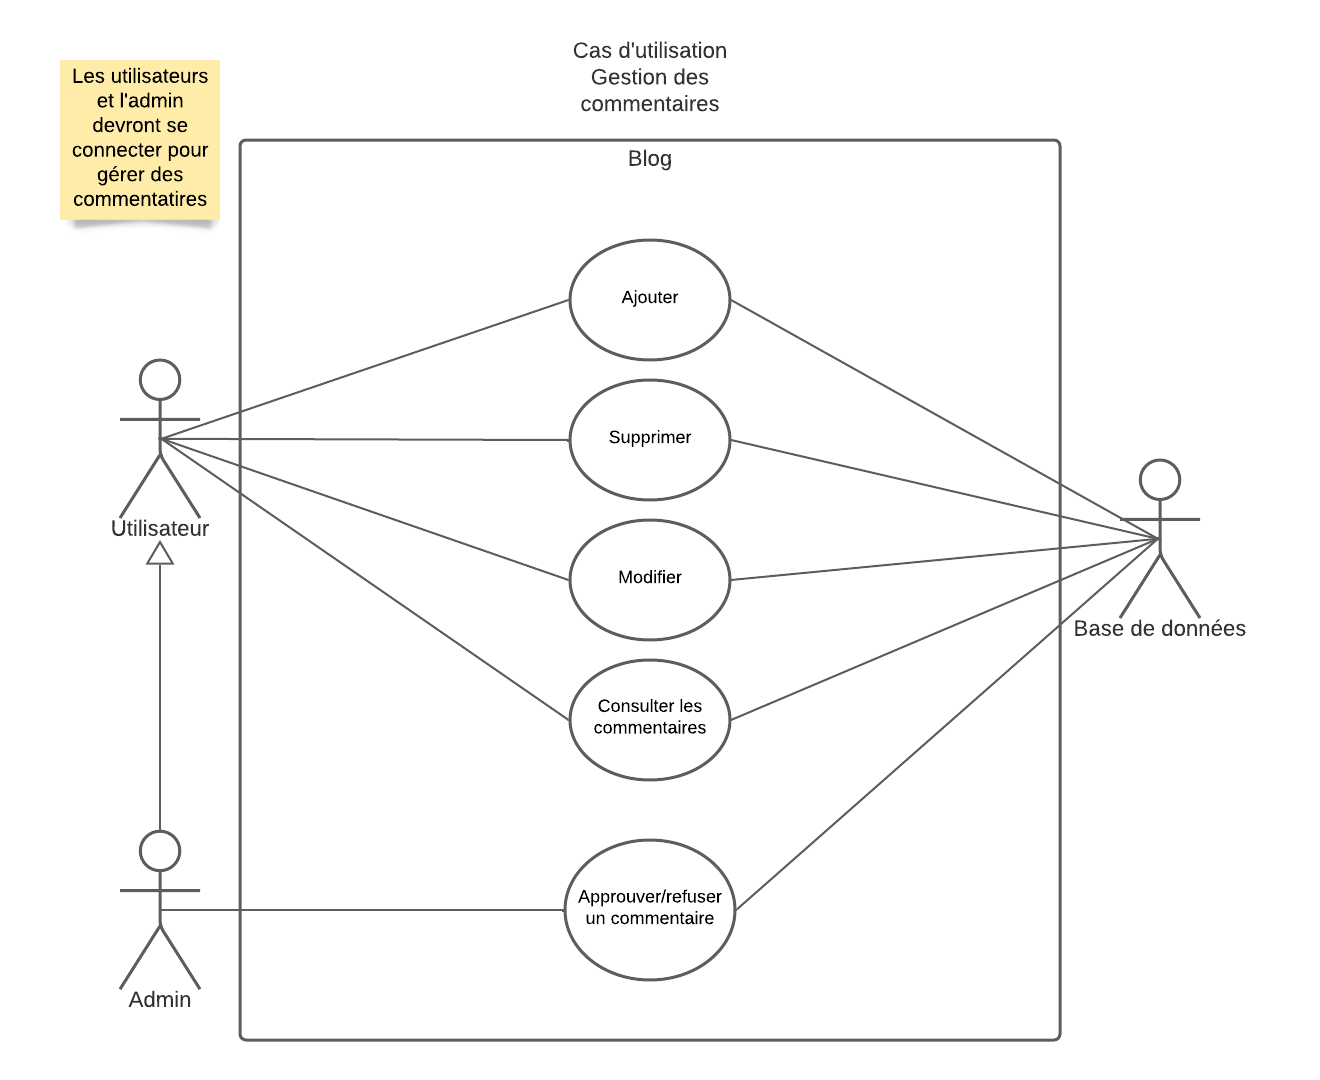 Cas d'utilisation
Gestion des
commentaires
Les utilisateurs
et l'admin
devront se
connecter pour
gérer des
commentatires
Blog
Ajouter
Supprimer
Utilisateur
Modifier
Base de données
Consulter les
commentaires
Approuver/refuser
un commentaire
Admin